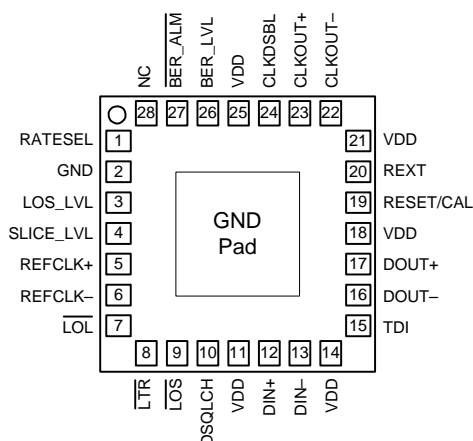 NC
BER_ALM
BER_LVL
VDD
CLKDSBL
CLKOUT+
CLKOUT–
28 27 26 25 24 23 22
RATESEL 1
GND 2
LOS_LVL 3
SLICE_LVL 4
REFCLK+ 5
REFCLK– 6
LOL 7
GND
Pad
21 VDD
20 REXT
19 RESET/CAL
18 VDD
17 DOUT+
16 DOUT–
15 TDI
8 9 10 11 12 13 14
LTR
LOS
DSQLCH
VDD
DIN+
DIN–
VDD